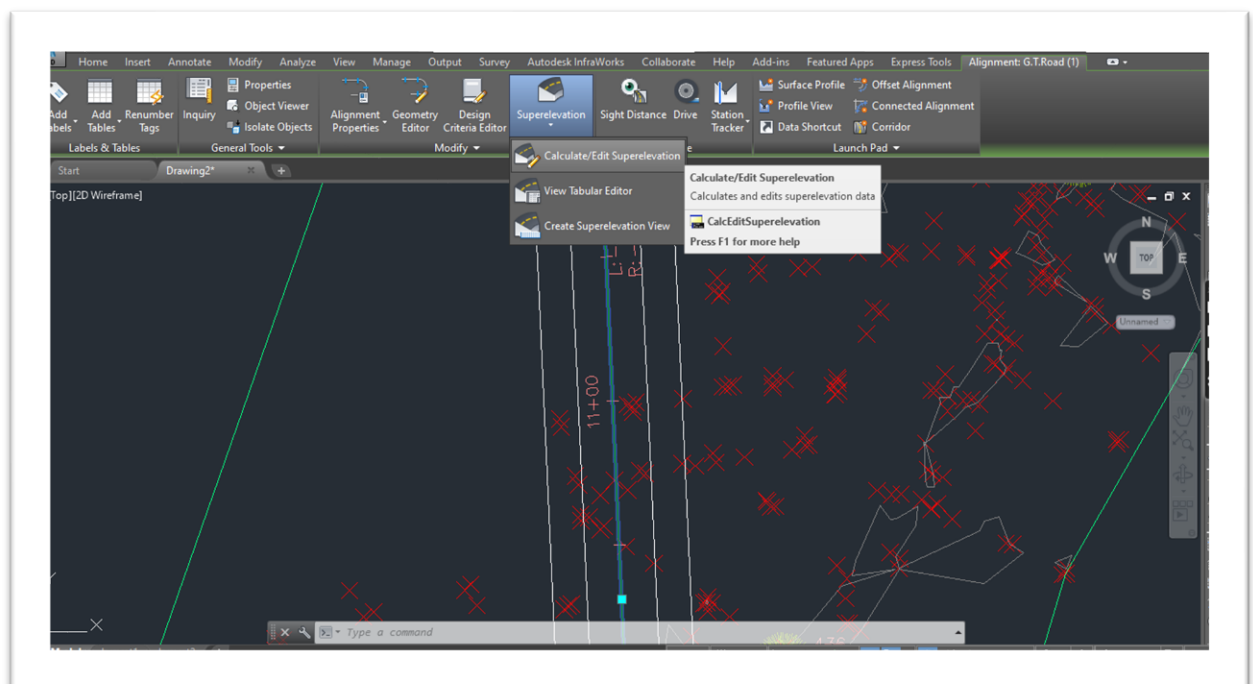 Home Insert Annotate Modify Analyze View Manage Output Survey Autodesk InfraWorks Collaborate Help Add-ins Featured Apps Express Tools Alignment: G.T.Road (1)
Properties
Object Viewer
Isolate Objects
Add Tables
Renumber Tags
Inquiry
Alignment Properties
Geometry Editor
Design Criteria Editor
Superelevation
Sight Distance
Drive
Station Tracker
Surface Profile
Offset Alignment
Profile View
Connected Alignment
Data Shortcut
Corridor
Labels & Tables
General Tools
Modify
Launch Pad
Start
Drawing2*
Calculate/Edit Superelevation
View Tabular Editor
Create Superelevation View
Calculate/Edit Superelevation
Calculates and edits superelevation data
CalcEditSuperelevation
Press F1 for more help
Top][2D Wireframe]
N
W
TOP
E
S
Unnamed
L:
R:
11+00
Type a command